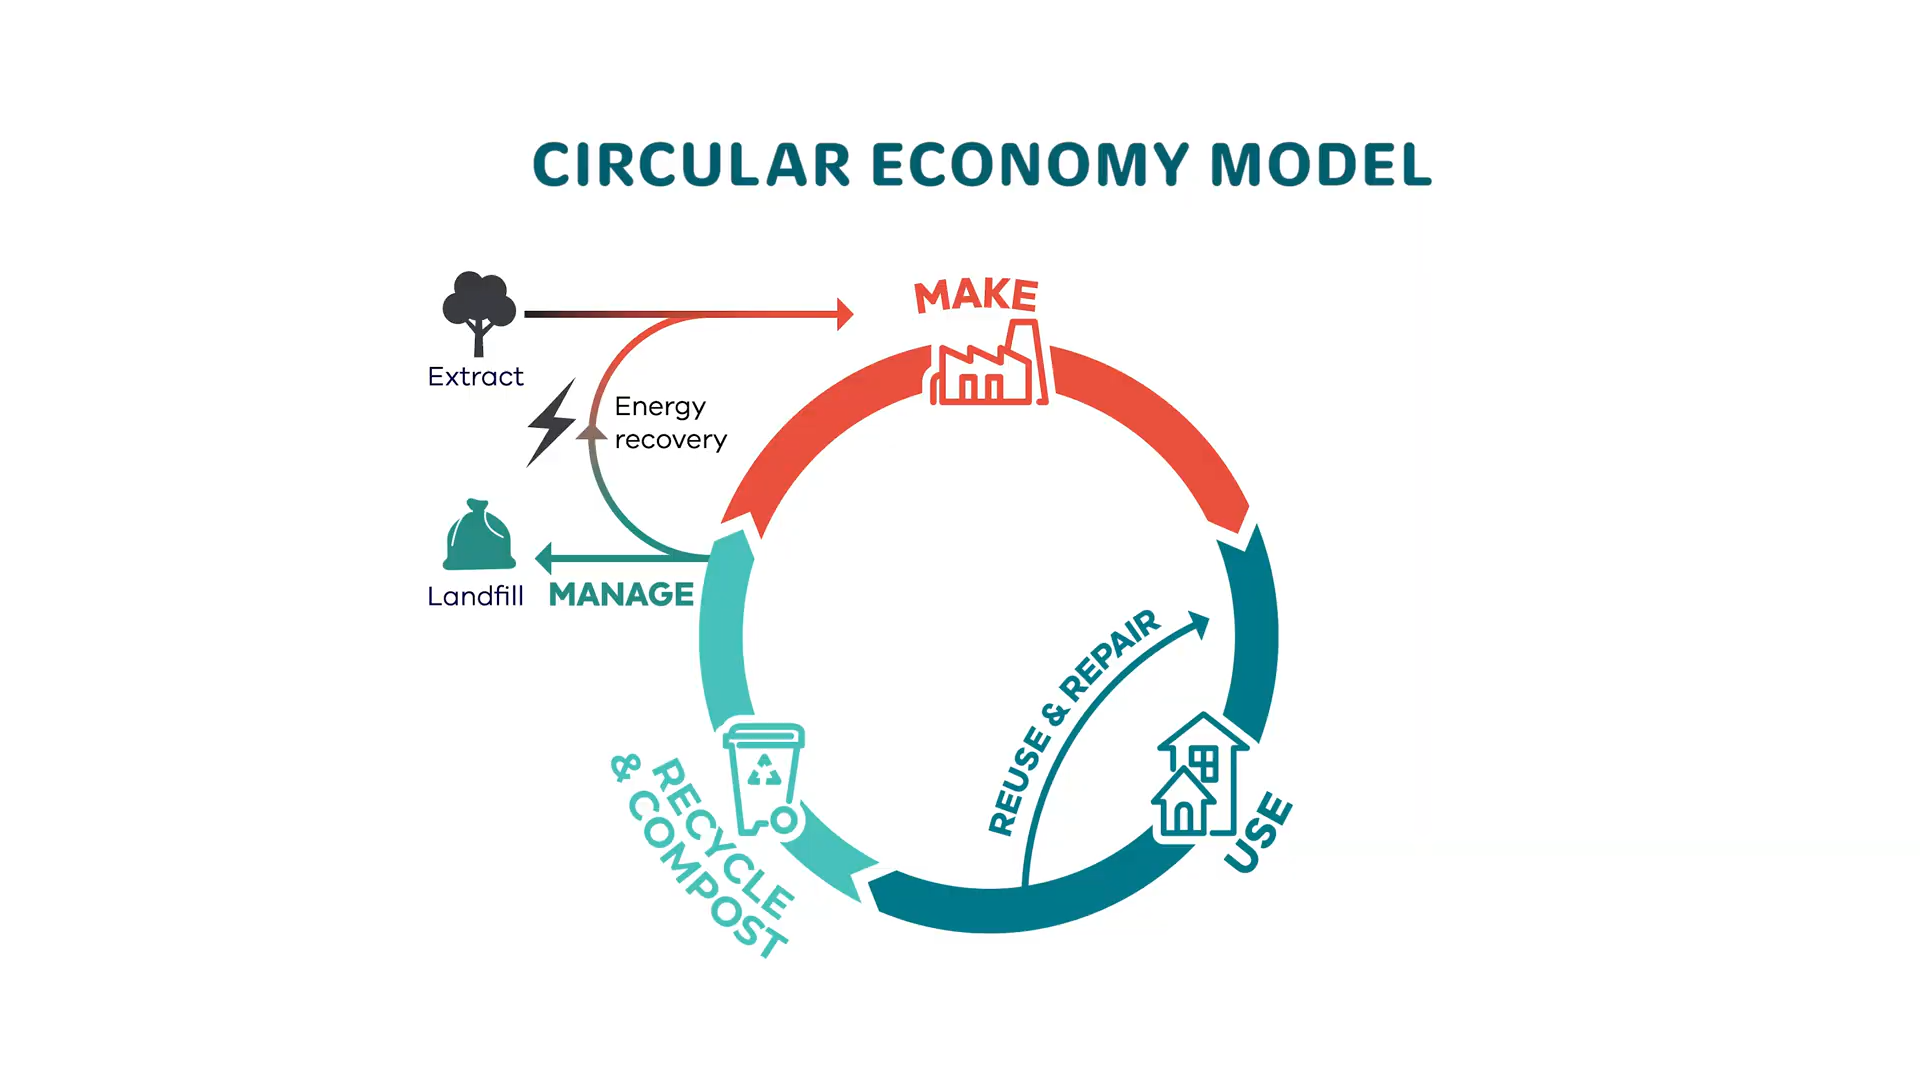 CIRCULAR ECONOMY MODEL
MAKE
Extract
Energy
recovery
Landfill
MANAGE
REUSE & REPAIR
USE
RECYCLE
& COMPOST